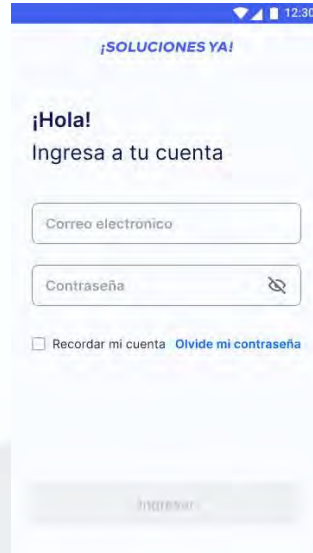 12:30
¡SOLUCIONES YA!
¡Hola!
Ingresa a tu cuenta
Correo electronico
Contraseña
Recordar mi cuenta Olvide mi contraseña
Ingresar